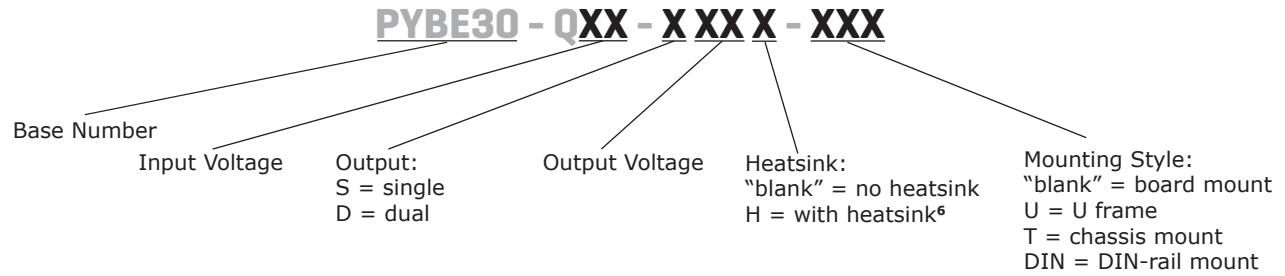 PYBE30 - QXX - X XX X - XXX
Base Number
Input Voltage
Output:
S = single
D = dual
Output Voltage
Heatsink:
“blank” = no heatsink
H = with heatsink⁶
Mounting Style:
“blank” = board mount
U = U frame
T = chassis mount
DIN = DIN-rail mount